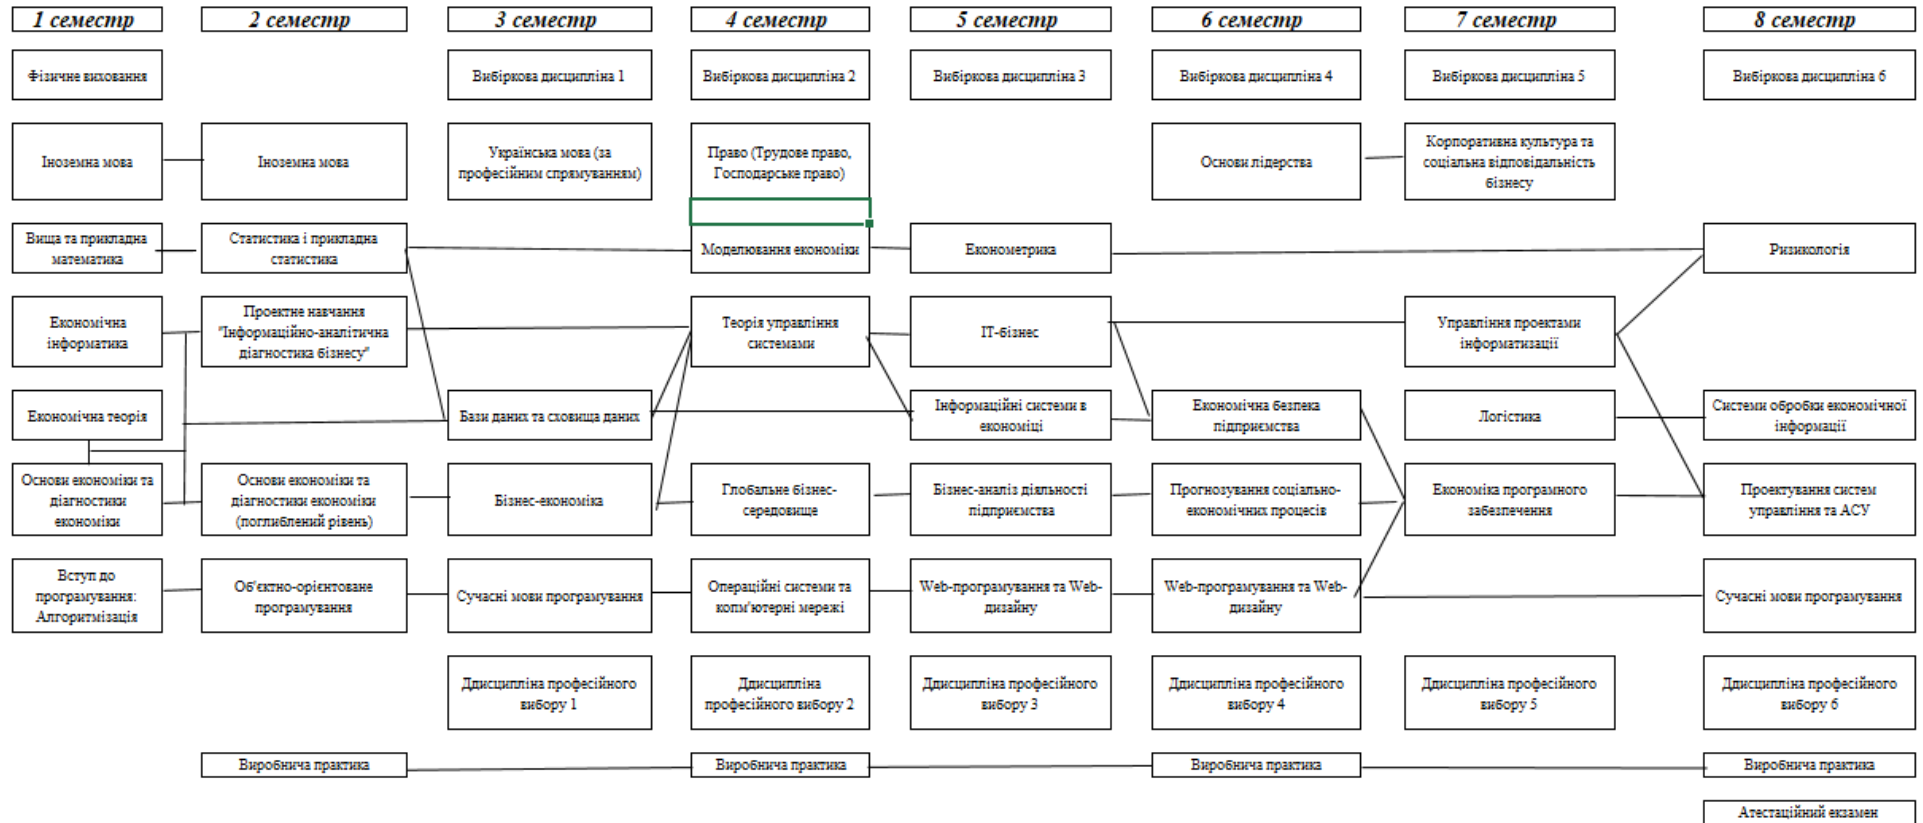 1 семестр
2 семестр
3 семестр
4 семестр
5 семестр
6 семестр
7 семестр
8 семестр
Фізичне виховання
Вибіркова дисципліна 1
Вибіркова дисципліна 2
Вибіркова дисципліна 3
Вибіркова дисципліна 4
Вибіркова дисципліна 5
Вибіркова дисципліна 6
Іноземна мова
Іноземна мова
Українська мова (за
професійним спрямуванням)
Право (Трудове право,
Господарське право)
Основи лідерства
Корпоративна культура та
соціальна відповідальність
бізнесу
Вища та прикладна
математика
Статистика і прикладна
статистика
Моделювання економіки
Економетрика
Ризикологія
Економічна
інформатика
Проектне навчання
"Інформаційно-аналітична
діагностика бізнесу"
Теорія управління
системами
ІТ-бізнес
Управління проектами
інформатизації
Економічна теорія
Бази даних та сховища даних
Інформаційні системи в
економіці
Економічна безпека
підприємства
Логістика
Системи обробки економічної
інформації
Основи економіки та
діагностики
економіки
Основи економіки та
діагностики економіки
(поглиблений рівень)
Бізнес-економіка
Глобальне бізнес-
середовище
Бізнес-аналіз діяльності
підприємства
Прогнозування соціально-
економічних процесів
Економіка програмного
забезпечення
Проектування систем
управління та АСУ
Вступ до
програмування:
Алгоритмізація
Об'єктно-орієнтоване
програмування
Сучасні мови програмування
Операційні системи та
копм'ютерні мережі
Web-програмування та Web-
дизайну
Web-програмування та Web-
дизайну
Сучасні мови програмування
Ддисципліна професійного
вибору 1
Ддисципліна
професійного вибору 2
Ддисципліна професійного
вибору 3
Ддисципліна професійного
вибору 4
Ддисципліна професійного
вибору 5
Ддисципліна професійного
вибору 6
Виробнича практика
Виробнича практика
Виробнича практика
Виробнича практика
Атестаційний екзамен